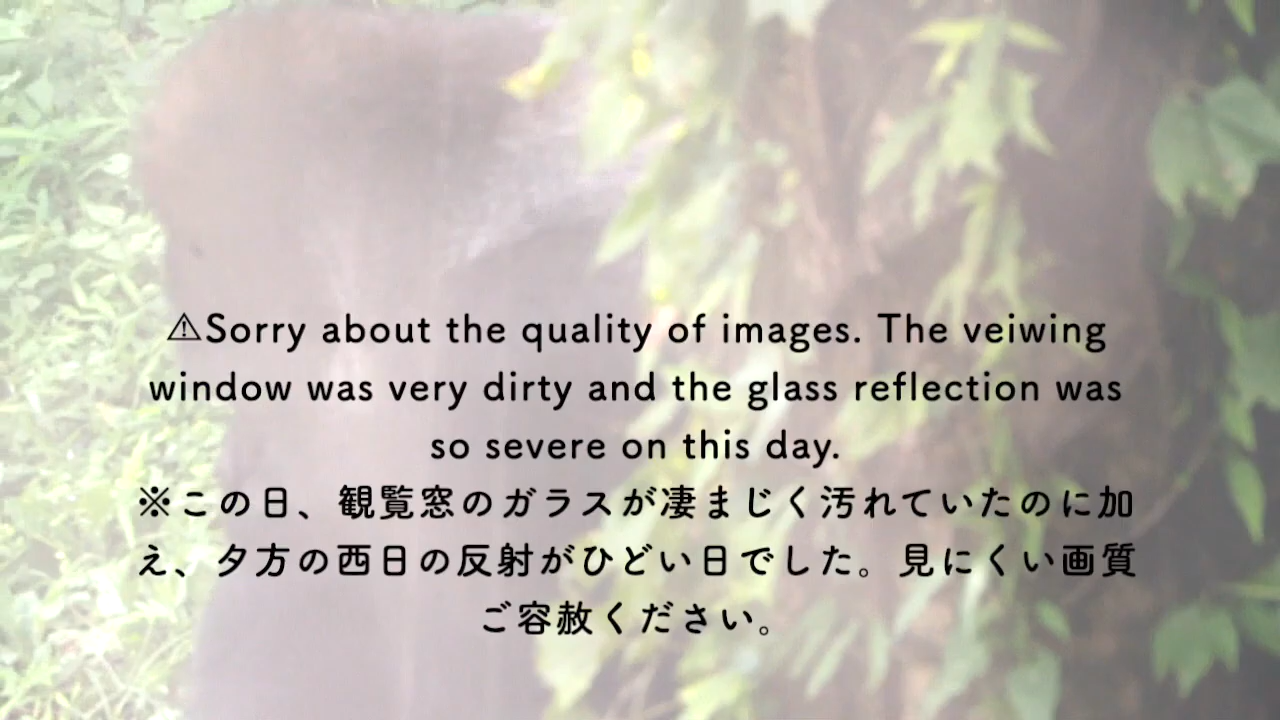 ⚠Sorry about the quality of images. The veiwing
window was very dirty and the glass reflection was
so severe on this day.
※この日、観覧窓のガラスが凄まじく汚れていたのに加
え、夕方の西日の反射がひどい日でした。見にくい画質
ご容赦ください。